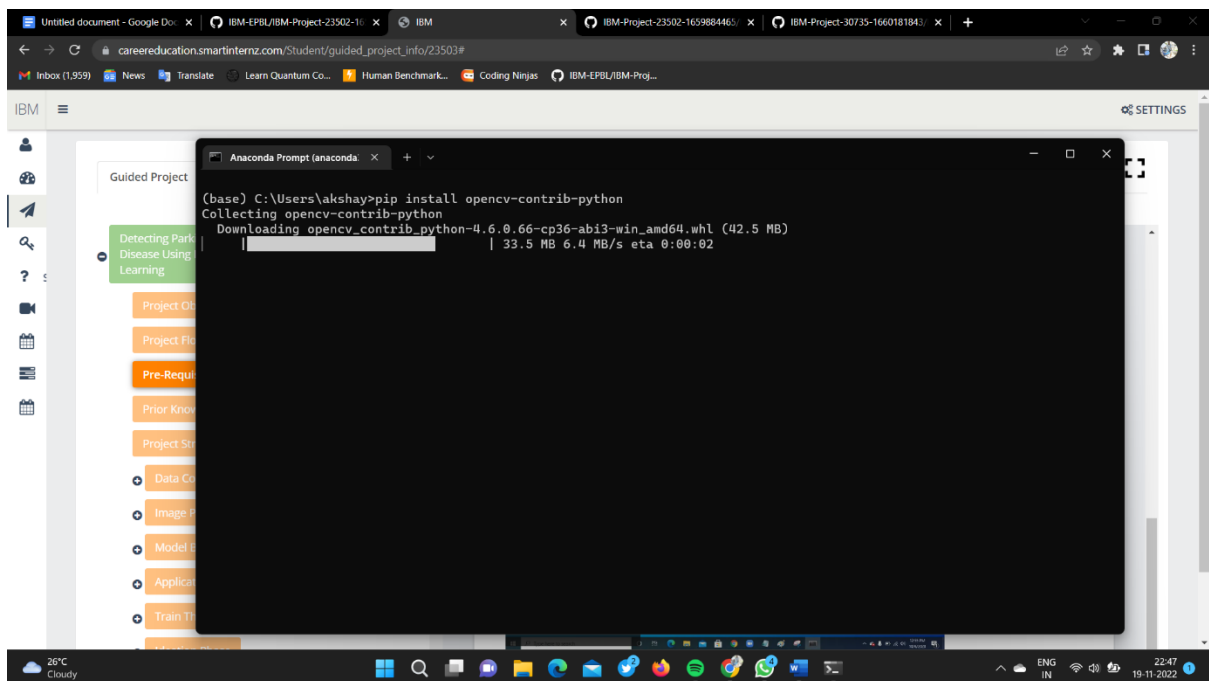 Untitled document - Google Doc
IBM-EPBL/IBM-Project-23502-16
IBM
IBM-Project-23502-1659884465/
IBM-Project-30735-1660181843/
careereducation.smartinternz.com/Student/guided_project_info/23503#
Inbox (1,959)
News
Translate
Learn Quantum Co...
Human Benchmark...
Coding Ninjas
IBM-EPBL/IBM-Proj...
IBM
SETTINGS
Guided Project
Anaconda Prompt (anaconda
(base) C:\Users\akshay>pip install opencv-contrib-python
Collecting opencv-contrib-python
Downloading opencv_contrib_python-4.6.0.66-cp36-abi3-win_amd64.whl (42.5 MB)
| 33.5 MB 6.4 MB/s eta 0:00:02
Detecting Park
Disease Using
Learning
Project Ob
Project Flo
Pre-Requi
Prior Know
Project Str
Data Co
Image P
Model B
Applicat
Train Th
26°C
Cloudy
ENG
IN
22:47
19-11-2022
1